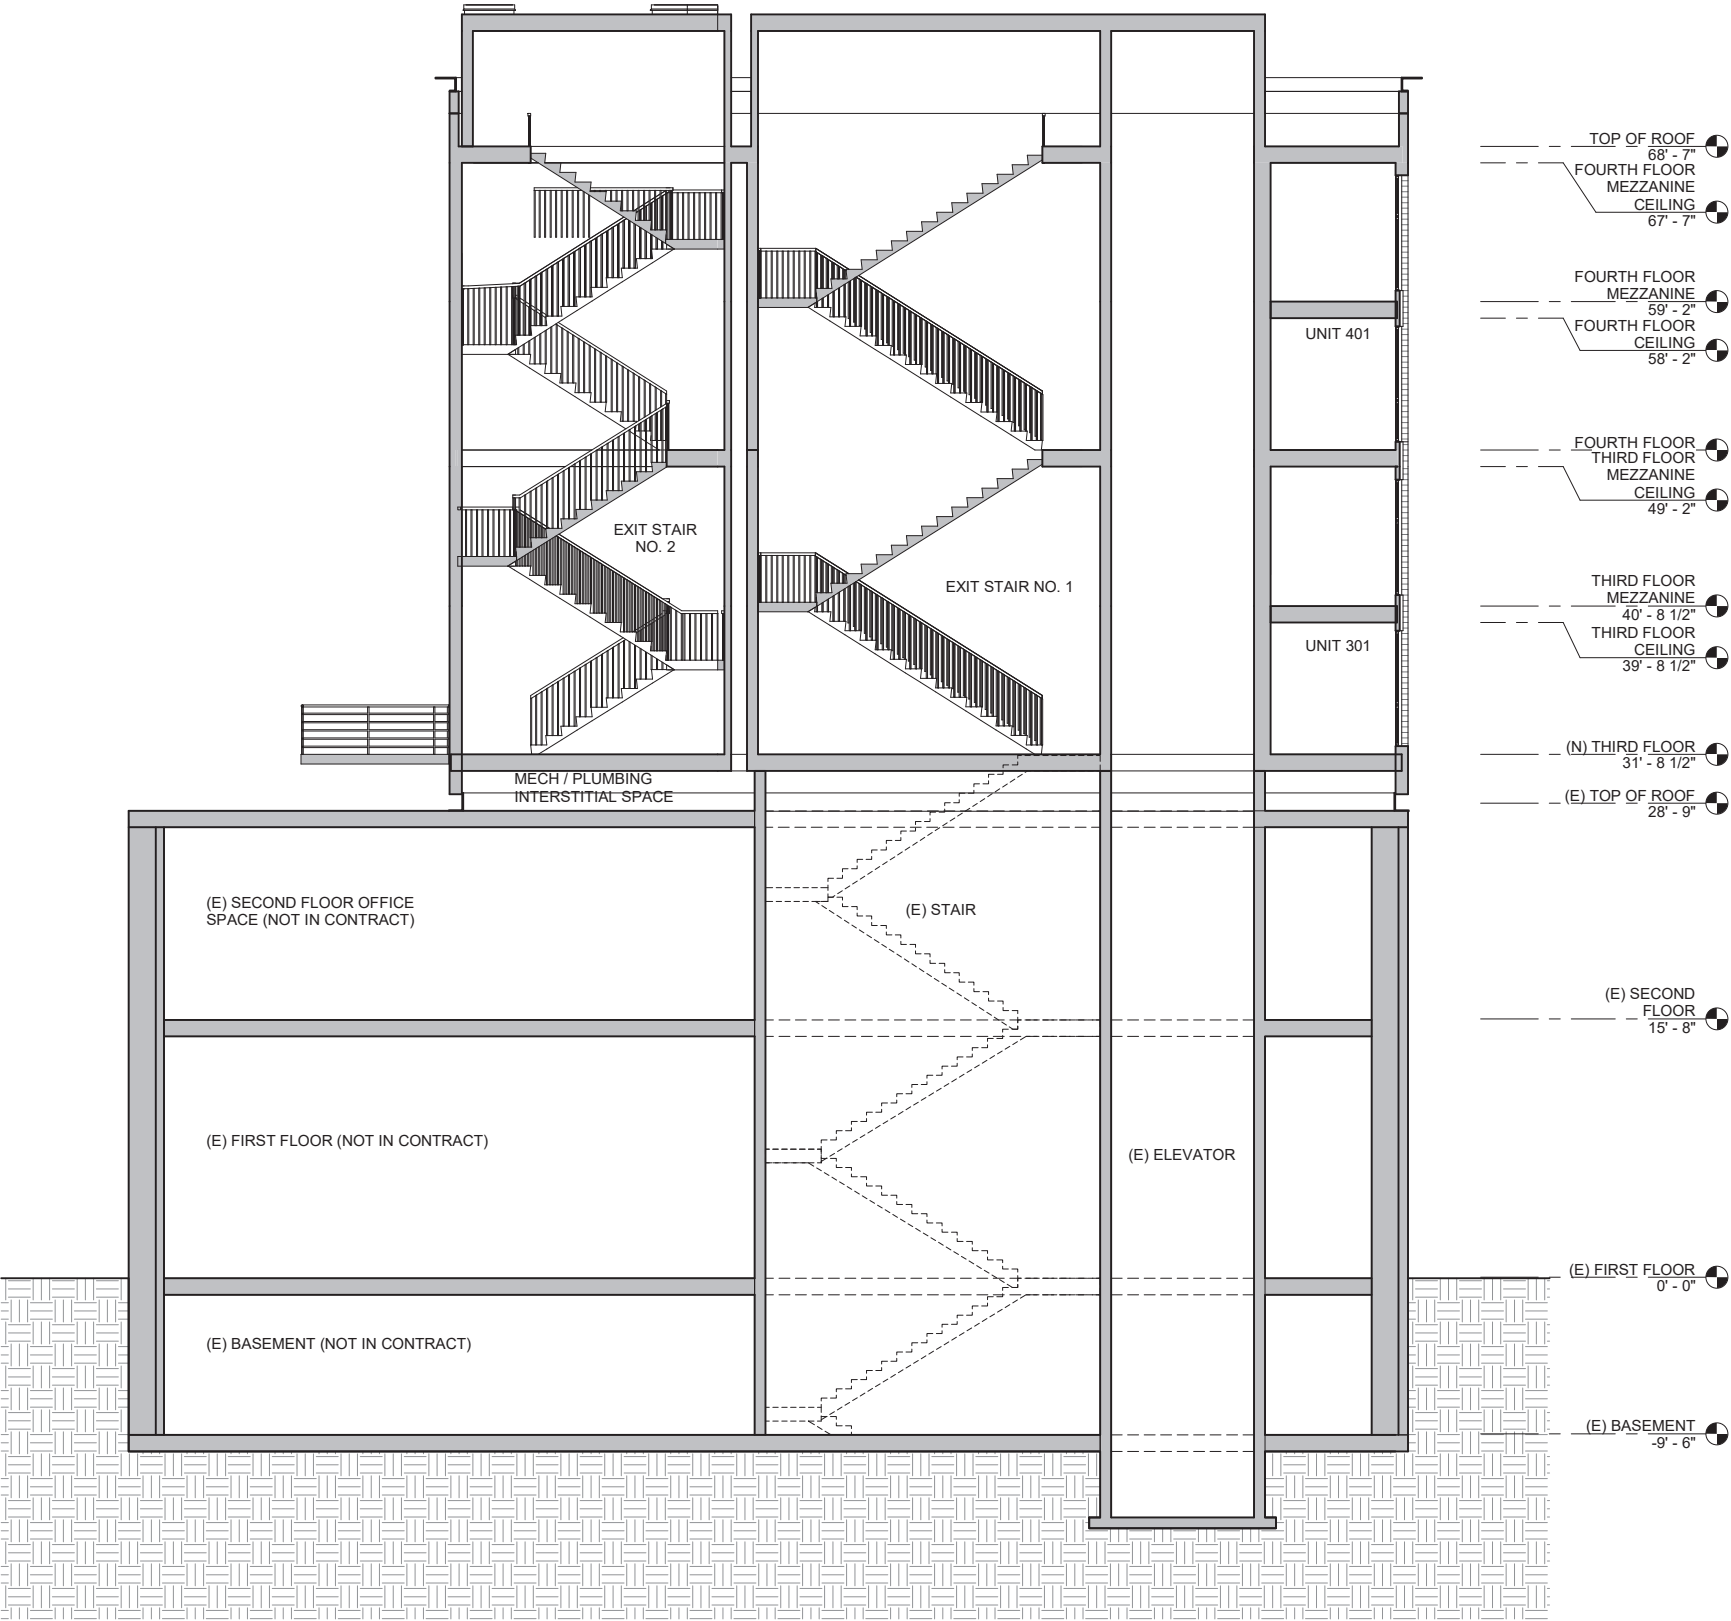 TOP OF ROOF
68' - 7"
FOURTH FLOOR
MEZZANINE
CEILING
67' - 7"
FOURTH FLOOR
MEZZANINE
59' - 2"
FOURTH FLOOR
CEILING
58' - 2"
UNIT 401
FOURTH FLOOR
THIRD FLOOR
MEZZANINE
CEILING
49' - 2"
EXIT STAIR
NO. 2
EXIT STAIR NO. 1
THIRD FLOOR
MEZZANINE
40' - 8 1/2"
THIRD FLOOR
CEILING
39' - 8 1/2"
UNIT 301
(N) THIRD FLOOR
31' - 8 1/2"
MECH / PLUMBING
INTERSTITIAL SPACE
(E) TOP OF ROOF
28' - 9"
(E) SECOND FLOOR OFFICE
SPACE (NOT IN CONTRACT)
(E) STAIR
(E) SECOND
FLOOR
15' - 8"
(E) FIRST FLOOR (NOT IN CONTRACT)
(E) ELEVATOR
(E) FIRST FLOOR
0' - 0"
(E) BASEMENT (NOT IN CONTRACT)
(E) BASEMENT
-9' - 6"